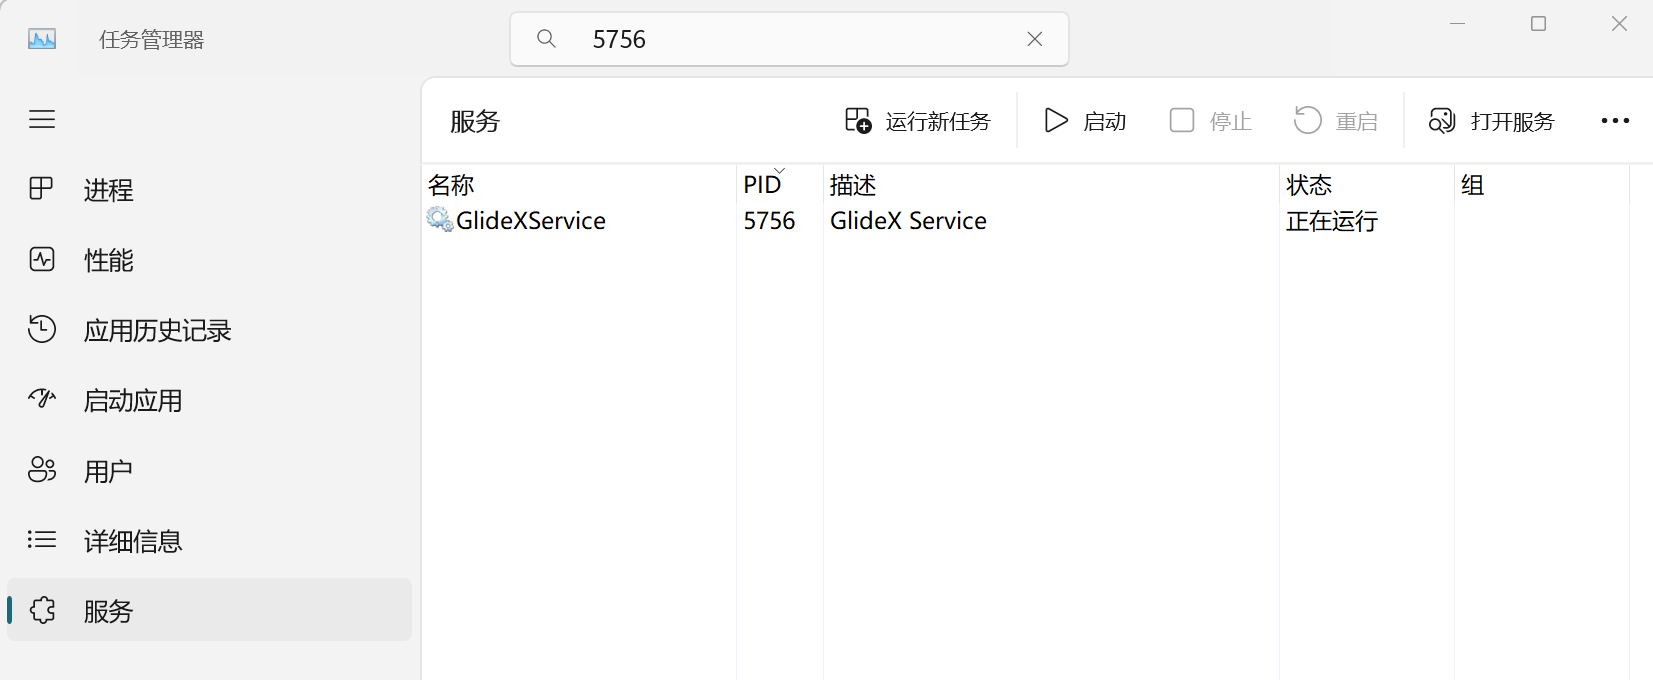 任务管理器
5756
服务
运行新任务
启动
停止
重启
打开服务
进程
性能
应用历史记录
启动应用
用户
详细信息
服务
名称 PID 描述 状态 组
GlideXService 5756 GlideX Service 正在运行